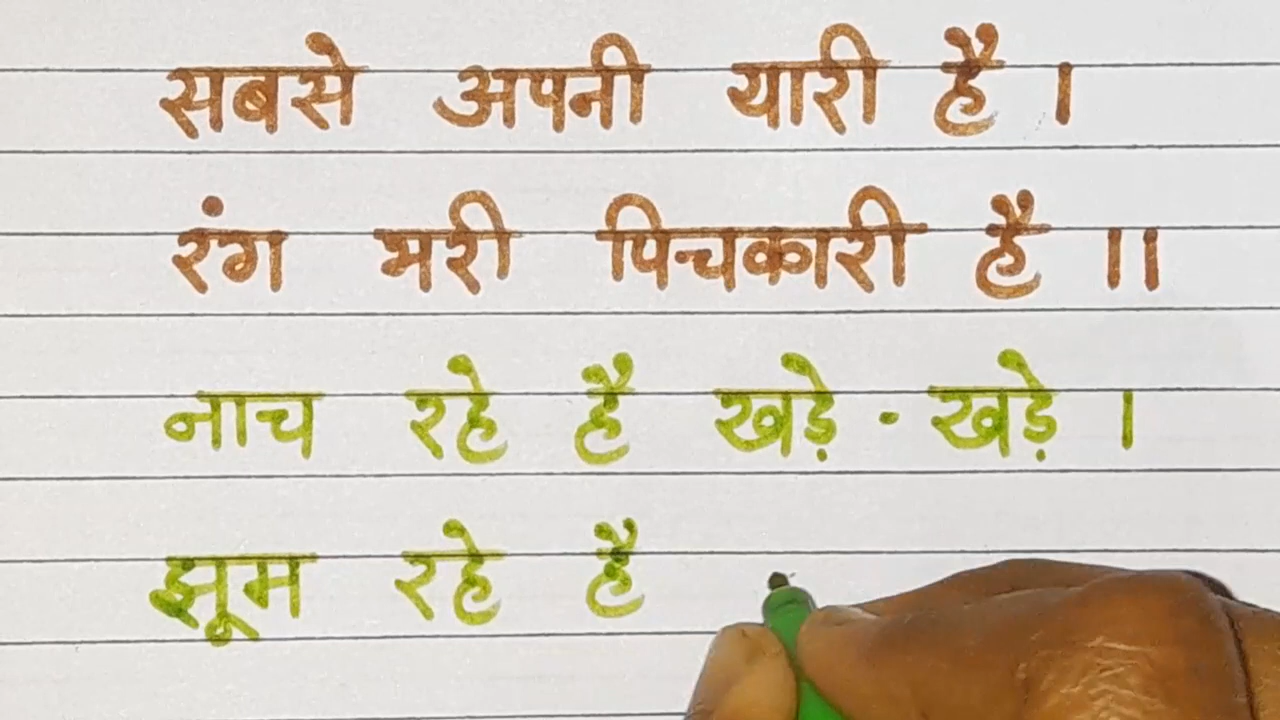 सबसे अपनी यारी है ।
रंग भरी पिचकारी है ।।
नाच रहे है खड़े - खड़े ।
झूम रहे है